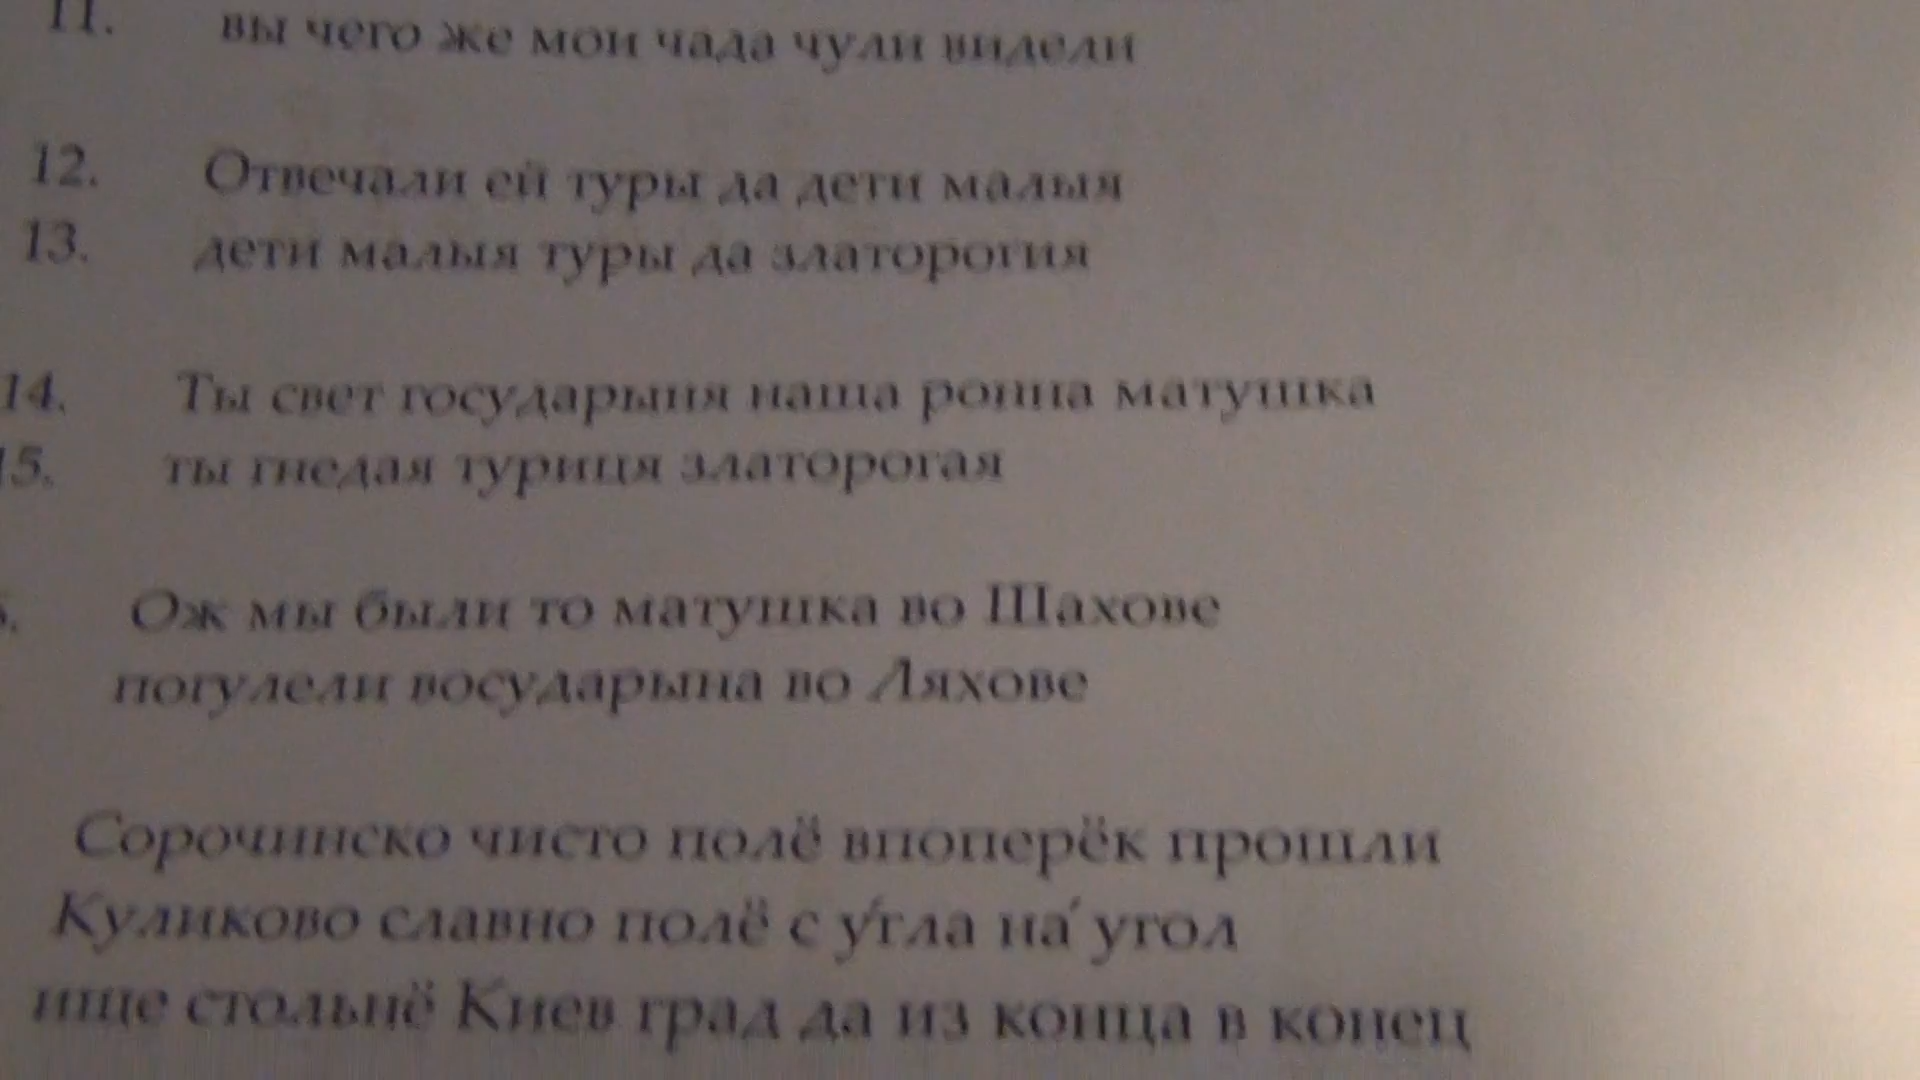 11. вы чего же мои чада чули видели
12. Отвечали ей туры да дети малыя
13. дети малыя туры да златорогия
14. Ты свет государыня наша ронна матушка
15. ты гнедая туриця златорогая
Ож мы были то матушка во Шахове
погулели восударына во Ляхове
Сорочинско чисто полё впоперёк прошли
Куликово славно полё с у́гла на́ угол
ище стольнё Киев град да из конца в конец